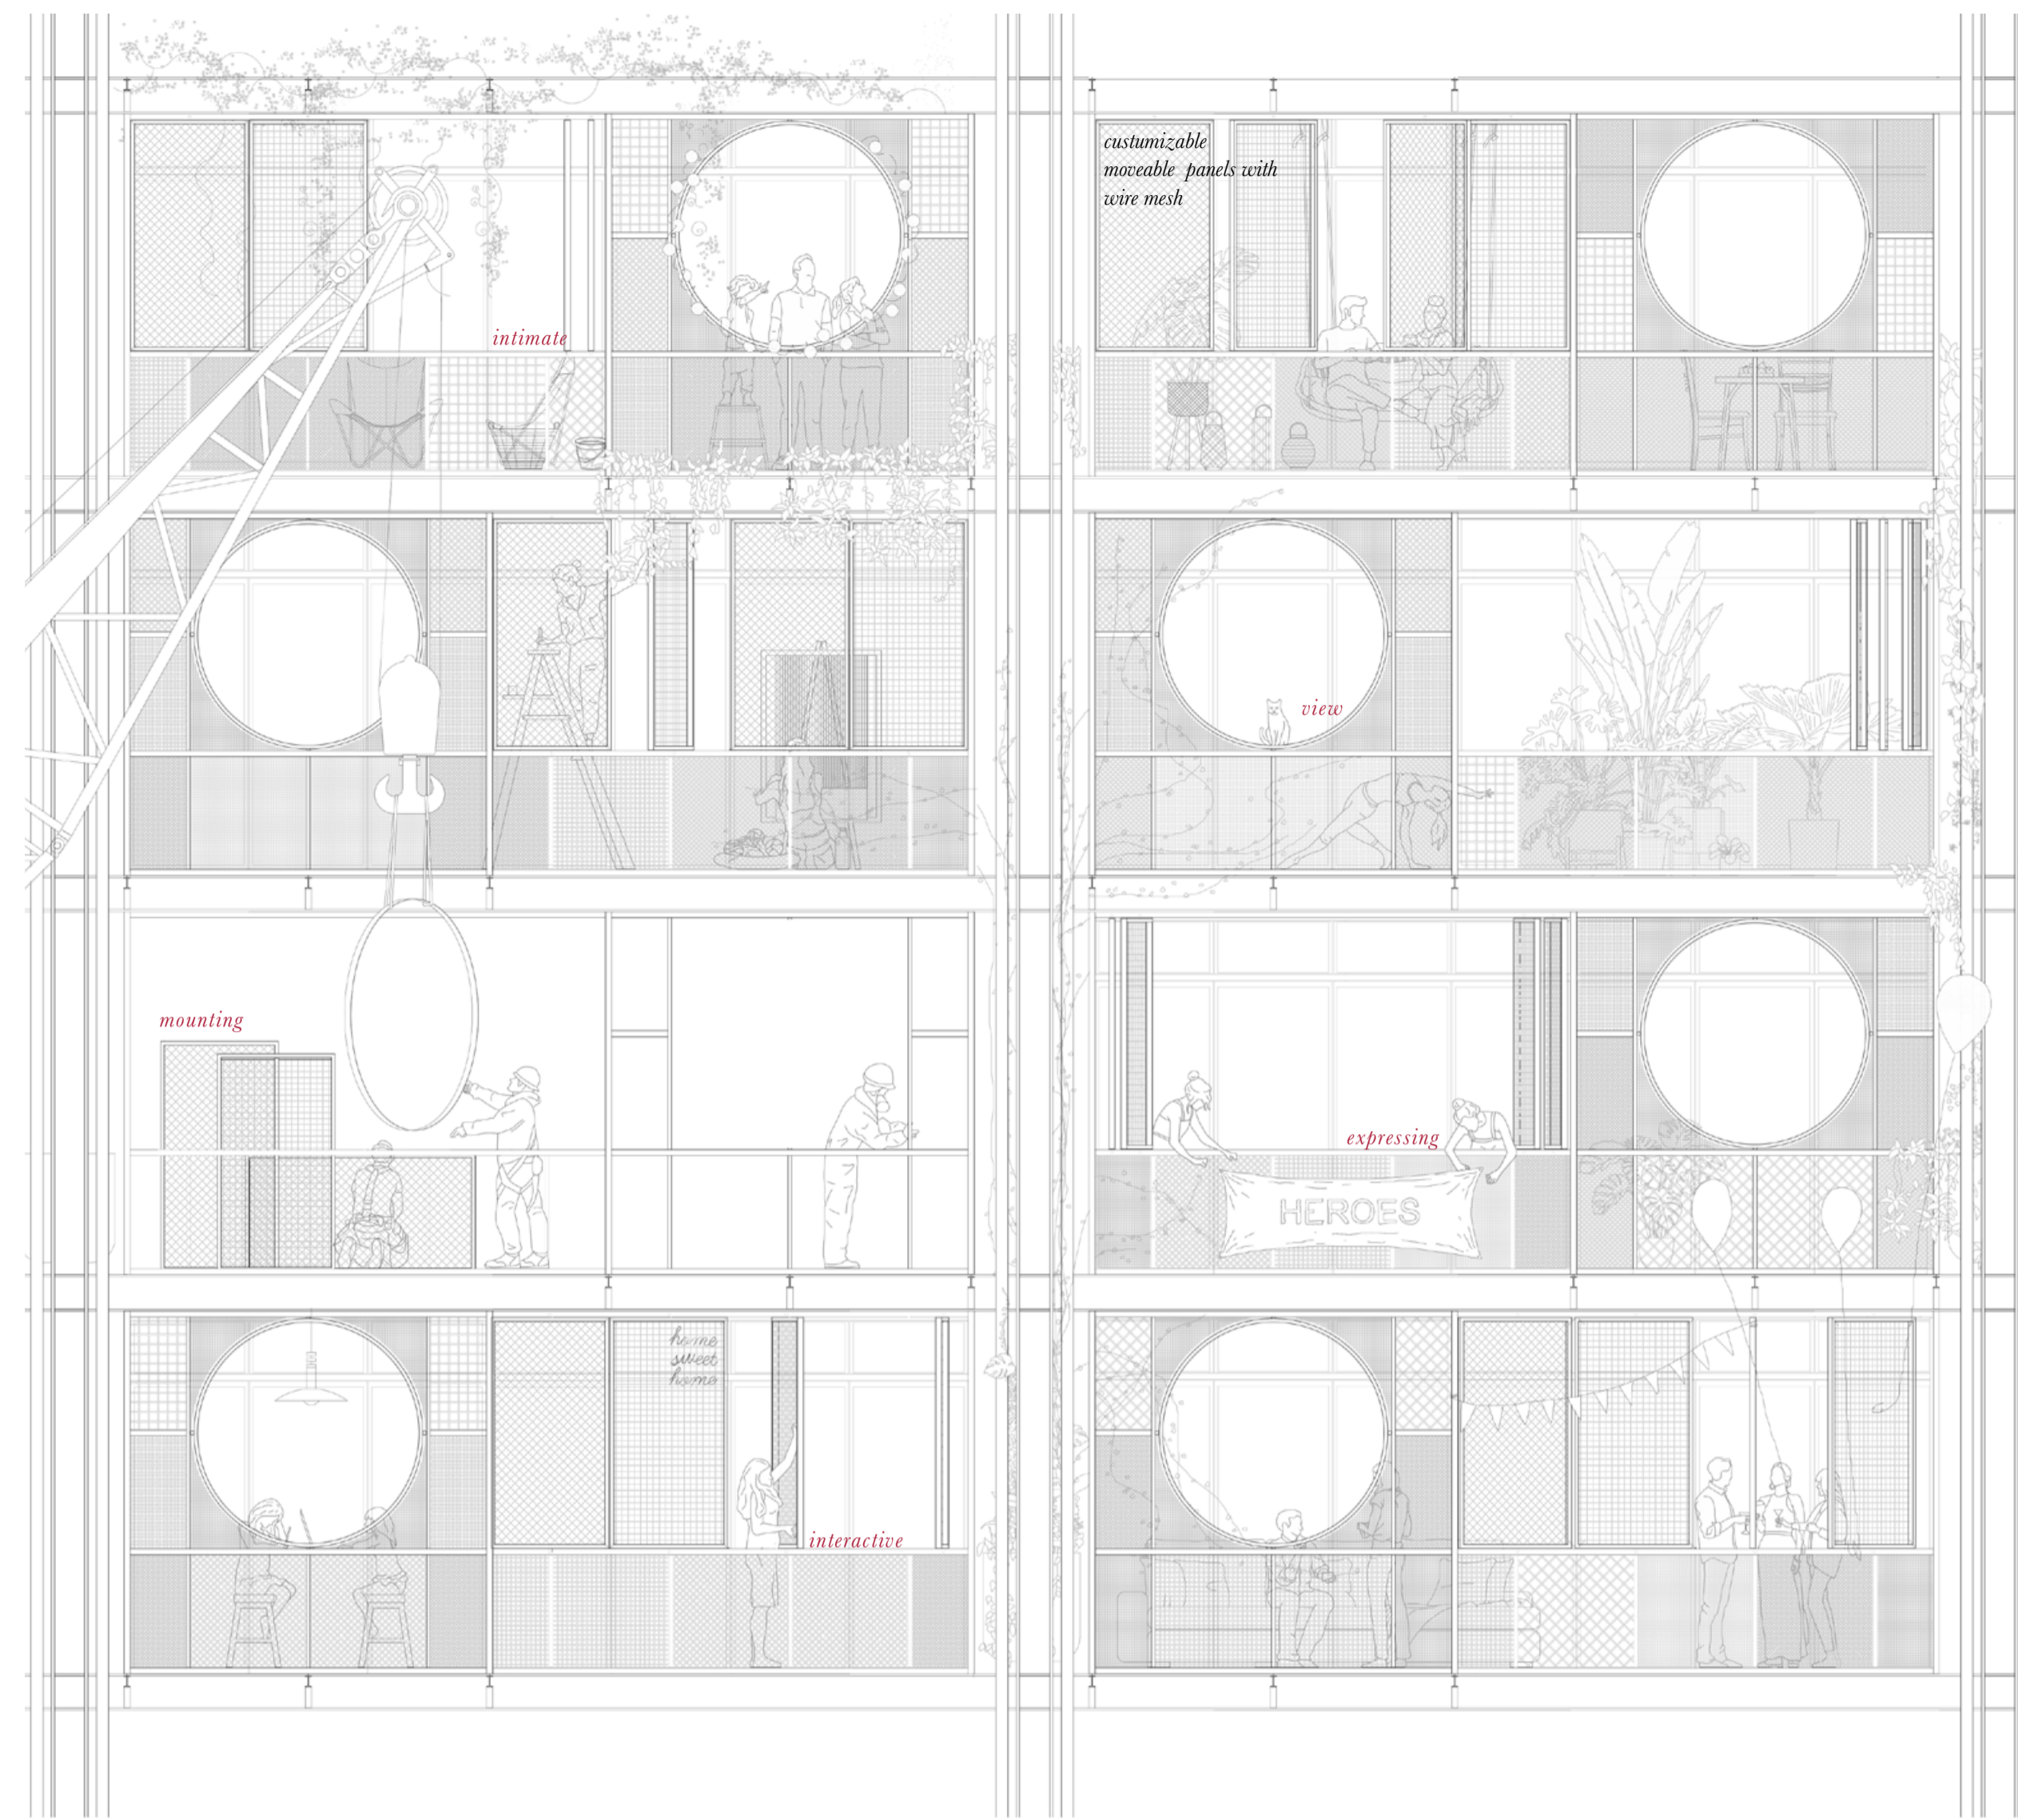 custumizable
moveable panels with
wire mesh
intimate
view
mounting
expressing
HEROES
home
sweet
home
interactive